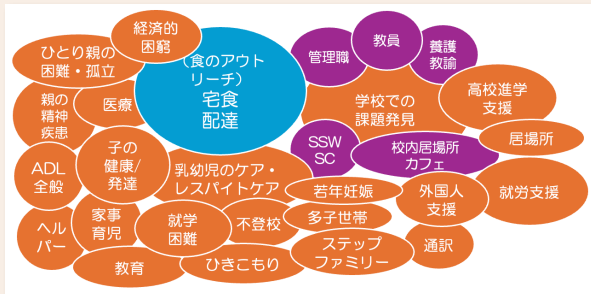 経済的
困窮
ひとり親の
困難・孤立
(食のアウト
リーチ)
宅食
配達
管理職
教員
養護
教諭
親の
精神
疾患
医療
学校での
課題発見
高校進学
支援
居場所
SSW
SC
校内居場所
カフェ
ADL
全般
子の
健康/
発達
乳幼児のケア・
レスパイトケア
若年妊娠
外国人
支援
就労支援
ヘル
パー
家事
育児
就学
困難
不登校
多子世帯
ステップ
ファミリー
通訳
教育
ひきこもり